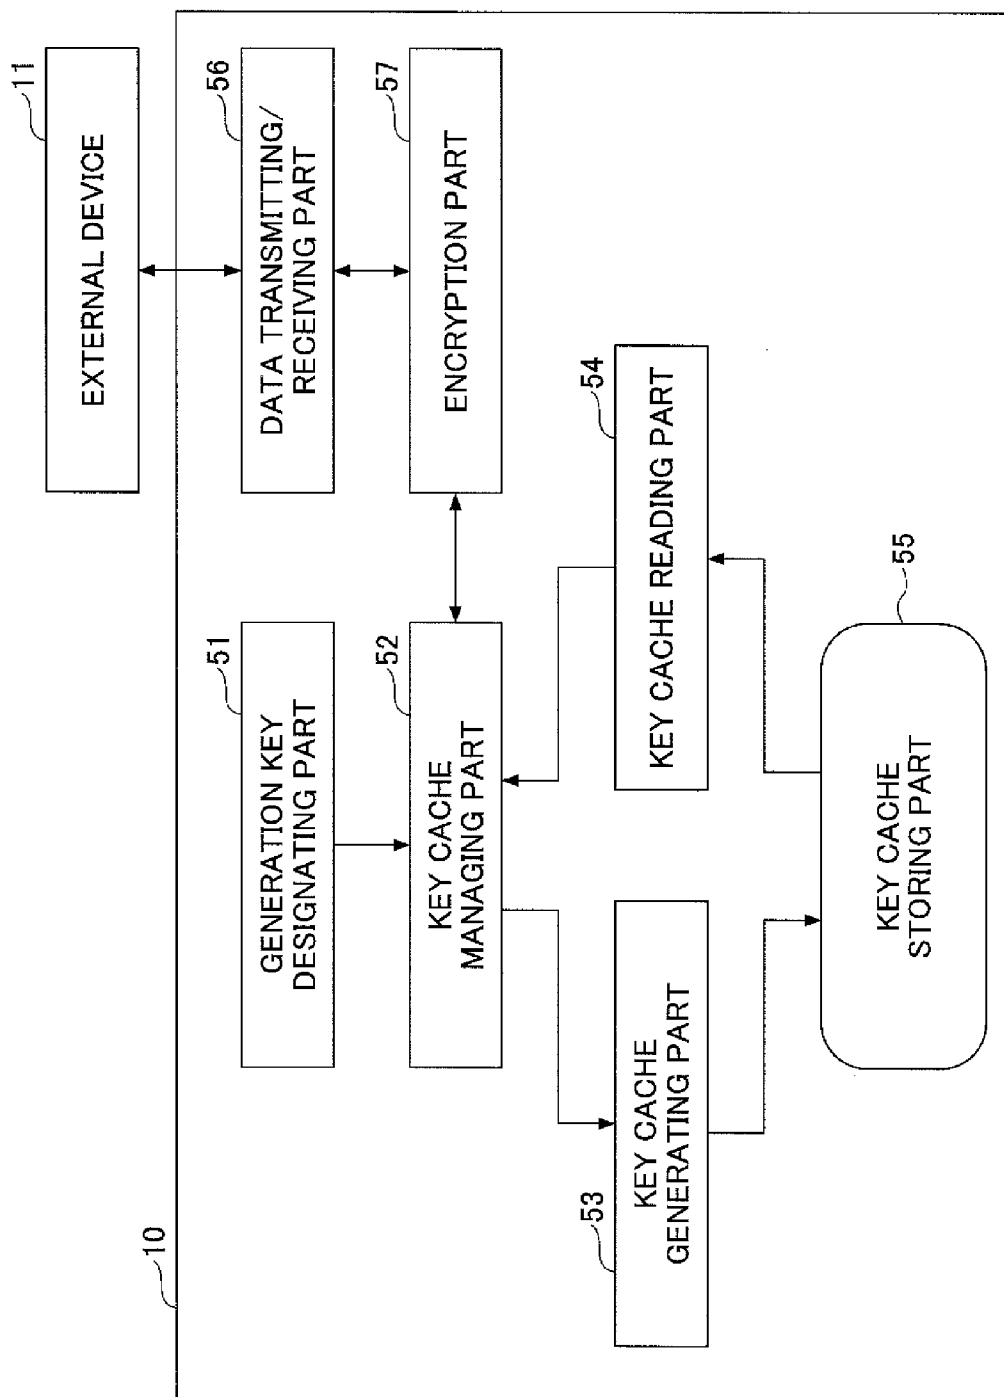 10
EXTERNAL DEVICE
11
GENERATION KEY
DESIGNATING PART
51
DATA TRANSMITTING/
RECEIVING PART
56
KEY CACHE
MANAGING PART
52
ENCRYPTION PART
57
53
KEY CACHE
GENERATING PART
KEY CACHE READING PART
54
KEY CACHE
STORING PART
55